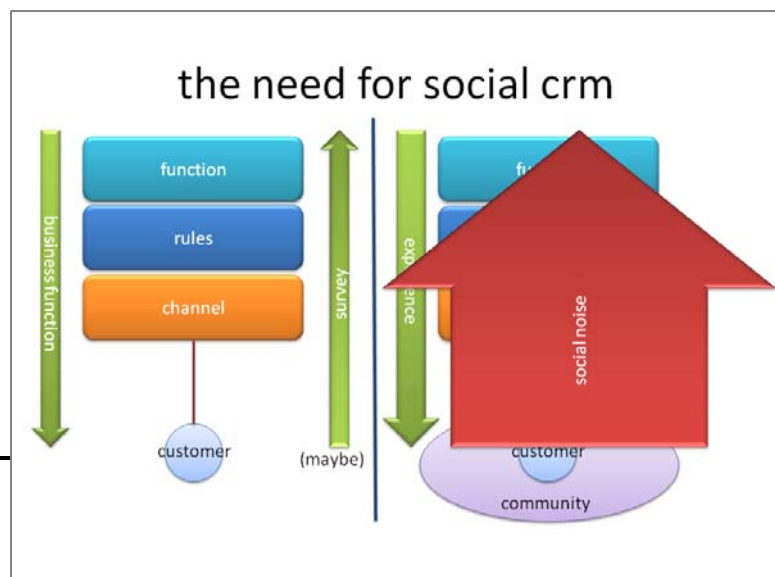 the need for social crm
function
rules
channel
business function
survey
customer
(maybe)
social noise
customer
community